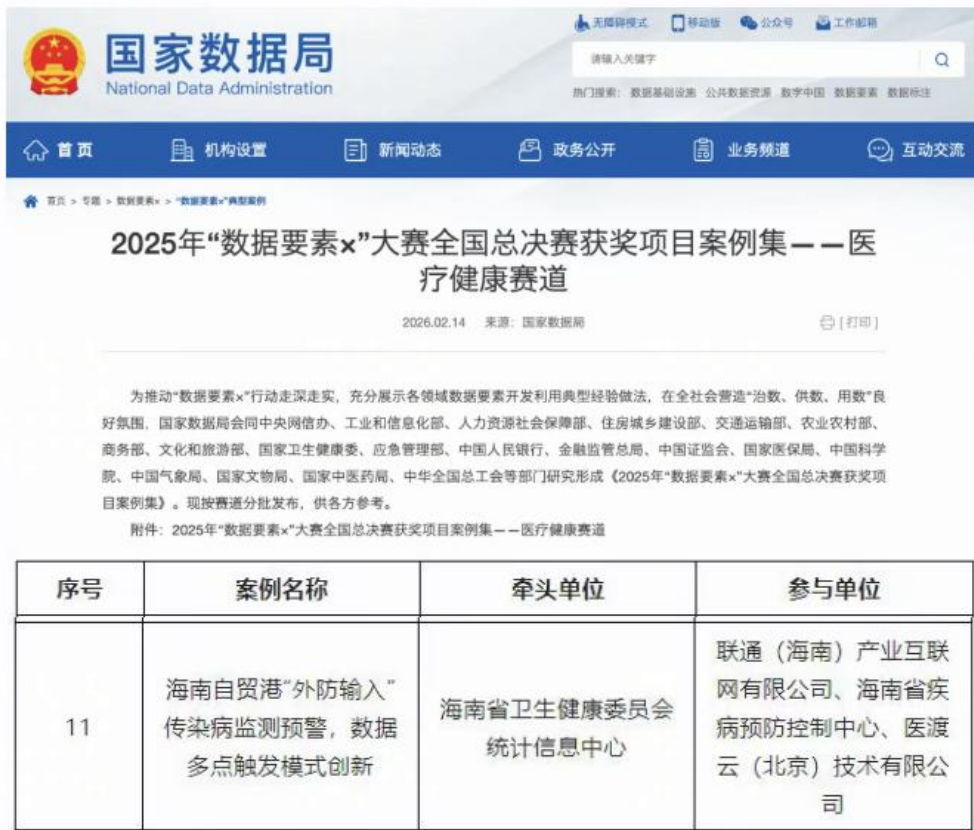 无障碍模式 移动版 公众号 工作邮箱
国家数据局
National Data Administration
请输入关键字
热门搜索： 数据基础设施 公共数据资源 数字中国 数据要素 数据标注
首页 机构设置 新闻动态 政务公开 业务频道 互动交流
首页 > 专题 > 数据要素× > “数据要素×”典型案例
2025年“数据要素×”大赛全国总决赛获奖项目案例集——医
疗健康赛道
2026.02.14 来源：国家数据局 [打印]
为推动“数据要素×”行动走深走实，充分展示各领域数据要素开发利用典型经验做法，在全社会营造“治数、供数、用数”良
好氛围，国家数据局会同中央网信办、工业和信息化部、人力资源社会保障部、住房城乡建设部、交通运输部、农业农村部、
商务部、文化和旅游部、国家卫生健康委、应急管理部、中国人民银行、金融监管总局、中国证监会、国家医保局、中国科学
院、中国气象局、国家文物局、国家中医药局、中华全国总工会等部门研究形成《2025年“数据要素×”大赛全国总决赛获奖项
目案例集》。现按赛道分批发布，供各方参考。
附件：2025年“数据要素×”大赛全国总决赛获奖项目案例集——医疗健康赛道
序号 案例名称 牵头单位 参与单位
11
海南自贸港“外防输入”
传染病监测预警，数据
多点触发模式创新
海南省卫生健康委员会
统计信息中心
联通（海南）产业互联
网有限公司、海南省疾
病预防控制中心、医渡
云（北京）技术有限公
司